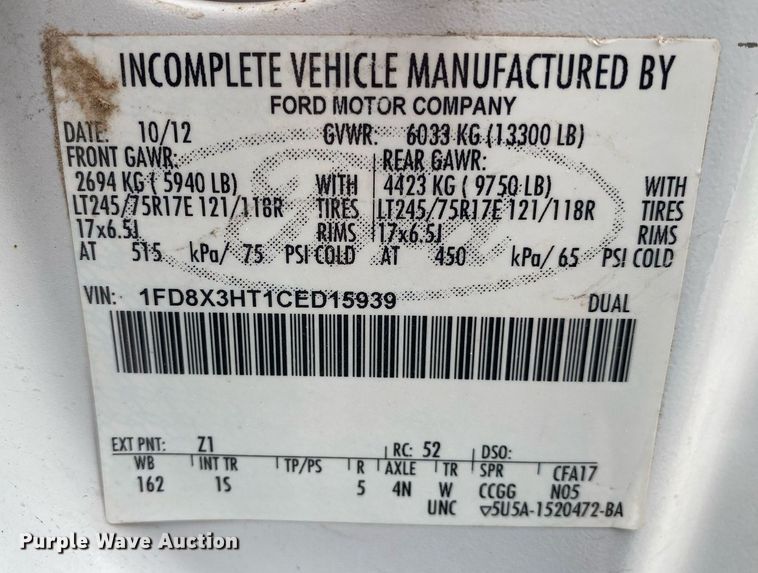 INCOMPLETE VEHICLE MANUFACTURED BY
FORD MOTOR COMPANY
DATE: 10/12 GVWR: 6033 KG (13300 LB)
FRONT GAWR: REAR GAWR:
2694 KG ( 5940 LB) WITH 4423 KG ( 9750 LB) WITH
LT245/75R17E 121/118R TIRES LT245/75R17E 121/118R TIRES
17x6.5J RIMS 17x6.5J RIMS
AT 515 kPa/ 75 PSI COLD AT 450 kPa/ 65 PSI COLD
VIN: 1FD8X3HT1CED15939 DUAL
EXT PNT: Z1 RC: 52 DSO:
WB INT TR TP/PS R AXLE TR SPR CFA17
162 1S 5 4N W CCGG N05
UNC ▽5U5A-1520472-BA
Purple Wave Auction